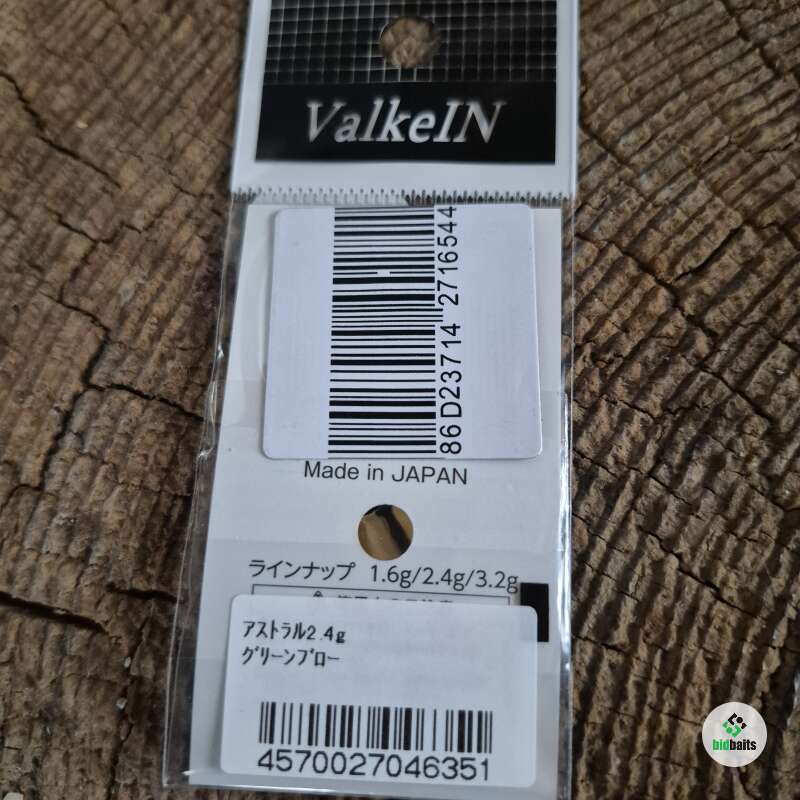 ValkeIN
86D23714 2716544
Made in JAPAN
ラインナップ 1.6g/2.4g/3.2g
ｱｽﾄﾗﾙ2.4g
ｸﾞﾘｰﾝﾌﾞﾛｰ
4570027046351
bidbaits